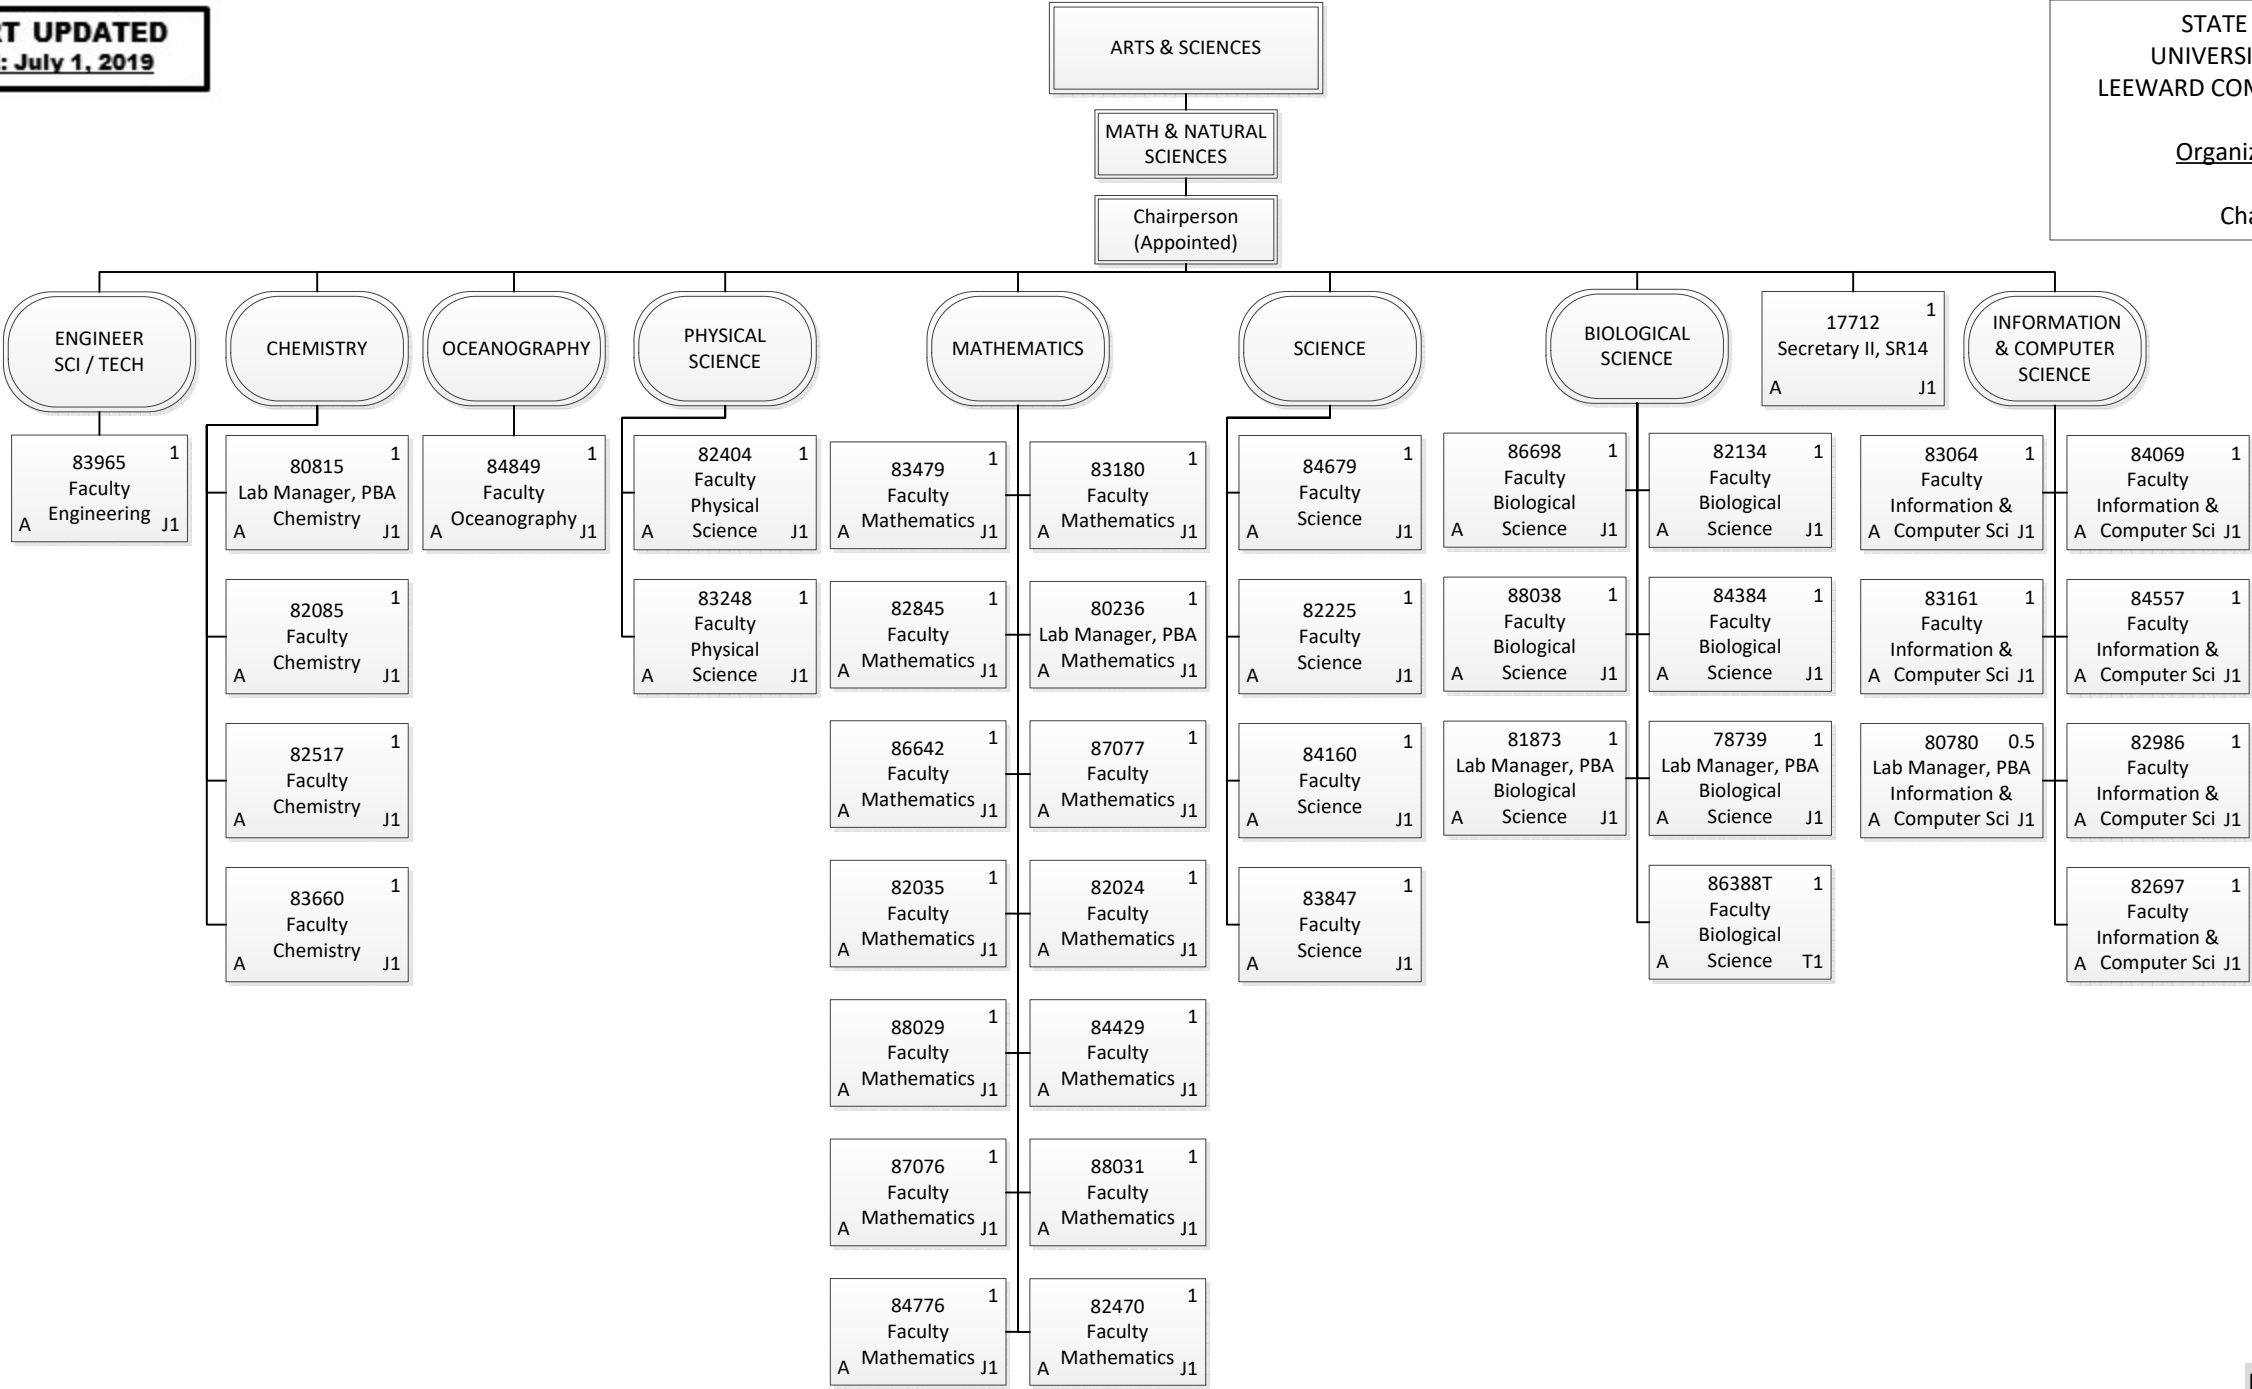 UPDATED
: July 1, 2019
ARTS & SCIENCES
MATH & NATURAL
SCIENCES
Chairperson
(Appointed)
STATE
LEEWARD
ENGINEER
SCI / TECH
CHEMISTRY
OCEANOGRAPHY
PHYSICAL
SCIENCE
MATHEMATICS
SCIENCE
BIOLOGICAL
SCIENCE
17712 1
Secretary II, SR14
A J1
INFORMATION
& COMPUTER
SCIENCE
83965 1
Faculty
Engineering
A J1
80815 1
Lab Manager, PBA
Chemistry
A J1
82085 1
Faculty
Chemistry
A J1
82517 1
Faculty
Chemistry
A J1
83660 1
Faculty
Chemistry
A J1
84849 1
Faculty
Oceanography
A J1
82404 1
Faculty
Physical
A Science J1
83248 1
Faculty
Physical
A Science J1
83479 1
Faculty
Mathematics
A J1
83180 1
Faculty
Mathematics
A J1
82845 1
Faculty
Mathematics
A J1
80236 1
Lab Manager, PBA
Mathematics
A J1
86642 1
Faculty
Mathematics
A J1
87077 1
Faculty
Mathematics
A J1
82035 1
Faculty
Mathematics
A J1
82024 1
Faculty
Mathematics
A J1
88029 1
Faculty
Mathematics
A J1
84429 1
Faculty
Mathematics
A J1
87076 1
Faculty
Mathematics
A J1
88031 1
Faculty
Mathematics
A J1
84776 1
Faculty
Mathematics
A J1
82470 1
Faculty
Mathematics
A J1
84679 1
Faculty
Science
A J1
82225 1
Faculty
Science
A J1
84160 1
Faculty
Science
A J1
83847 1
Faculty
Science
A J1
86698 1
Faculty
Biological
A Science J1
82134 1
Faculty
Biological
A Science J1
88038 1
Faculty
Biological
A Science J1
84384 1
Faculty
Biological
A Science J1
81873 1
Lab Manager, PBA
Biological
A Science J1
78739 1
Lab Manager, PBA
Biological
A Science J1
86388T 1
Faculty
Biological
A Science T1
83064 1
Faculty
Information &
A Computer Sci J1
84069 1
Faculty
Information &
A Computer Sci J1
83161 1
Faculty
Information &
A Computer Sci J1
84557 1
Faculty
Information &
A Computer Sci J1
80780 0.5
Lab Manager, PBA
Information &
A Computer Sci J1
82986 1
Faculty
Information &
A Computer Sci J1
82697 1
Faculty
Information &
A Computer Sci J1